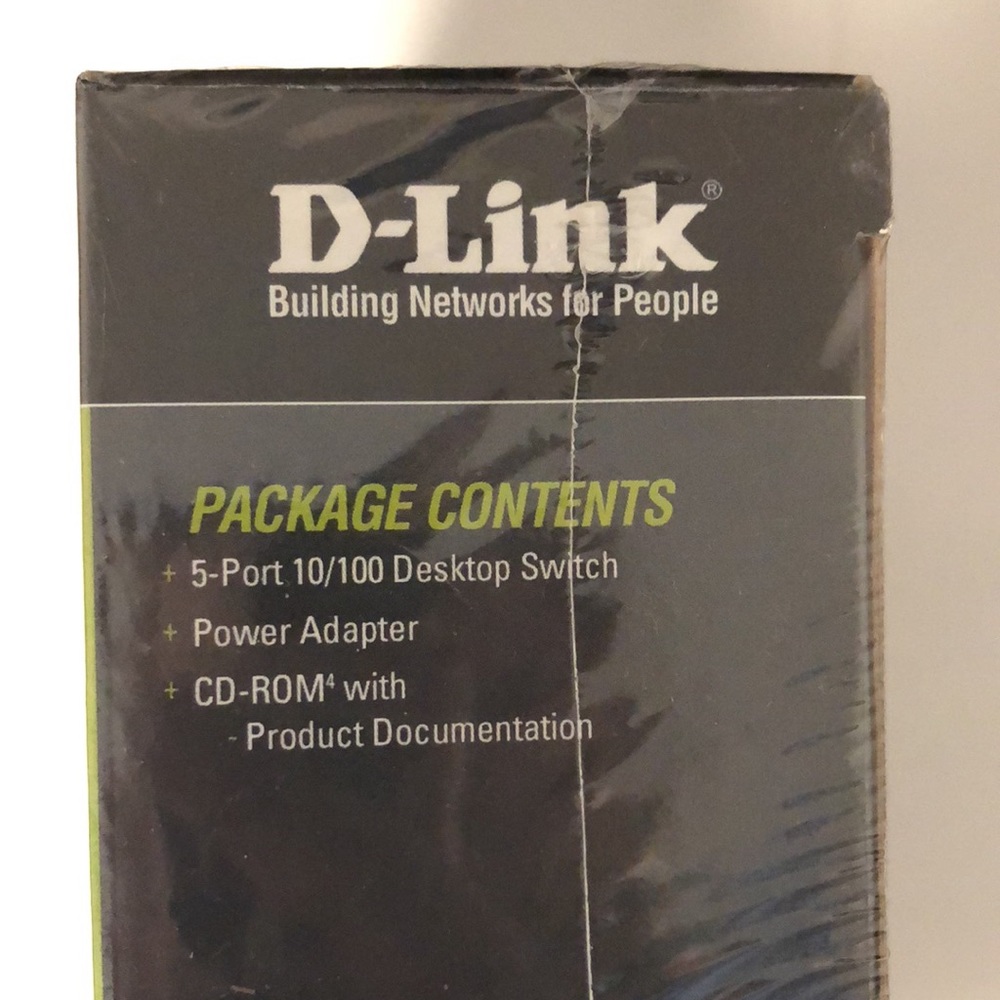 D-Link®
Building Networks for People
PACKAGE CONTENTS
+ 5-Port 10/100 Desktop Switch
+ Power Adapter
+ CD-ROM⁴ with
- Product Documentation